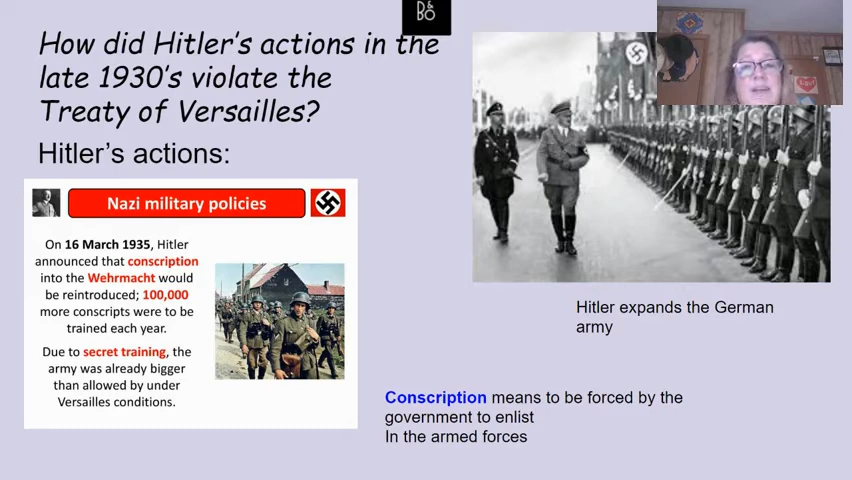 B&O
How did Hitler's actions in the
late 1930's violate the
Treaty of Versailles?
Hitler's actions:
Nazi military policies
On 16 March 1935, Hitler
announced that conscription
into the Wehrmacht would
be reintroduced; 100,000
more conscripts were to be
trained each year.
Due to secret training, the
army was already bigger
than allowed by under
Versailles conditions.
Hitler expands the German
army
Conscription means to be forced by the
government to enlist
In the armed forces